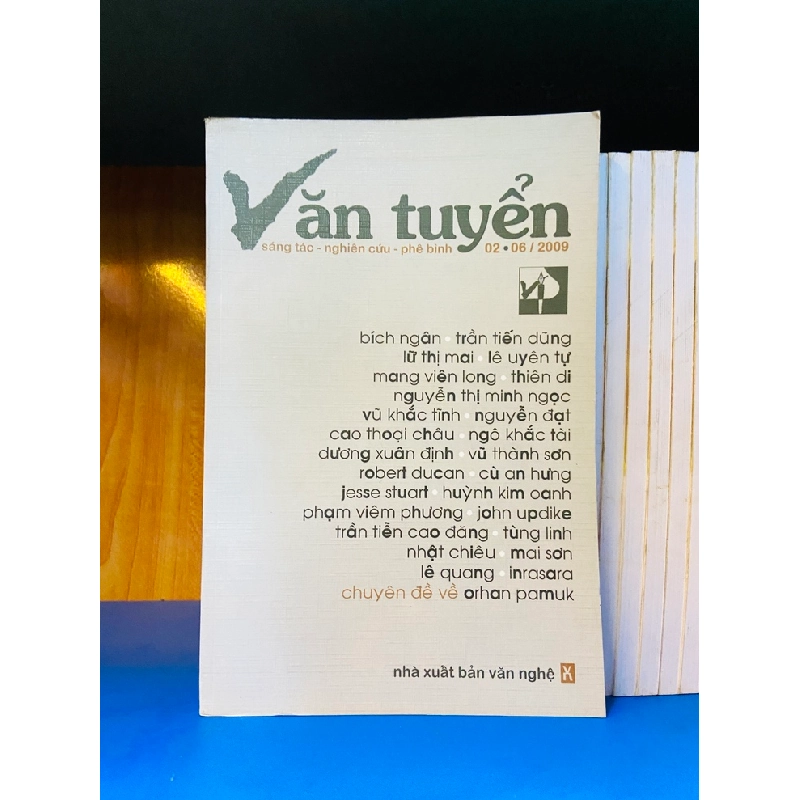 Văn tuyển
sáng tác - nghiên cứu - phê bình 02 • 06 / 2009
bích ngân • trần tiến dũng
lữ thị mai • lê uyên tự
mang viên long • thiên di
nguyễn thị minh ngọc
vũ khắc tĩnh • nguyễn đạt
cao thoại châu • ngô khắc tài
dương xuân định • vũ thành sơn
robert ducan • cù an hưng
jesse stuart • huỳnh kim oanh
phạm viêm phương • john updike
trần tiễn cao đăng • tùng linh
nhật chiêu • mai sơn
lê quang • inrasara
chuyên đề về orhan pamuk
nhà xuất bản văn nghệ